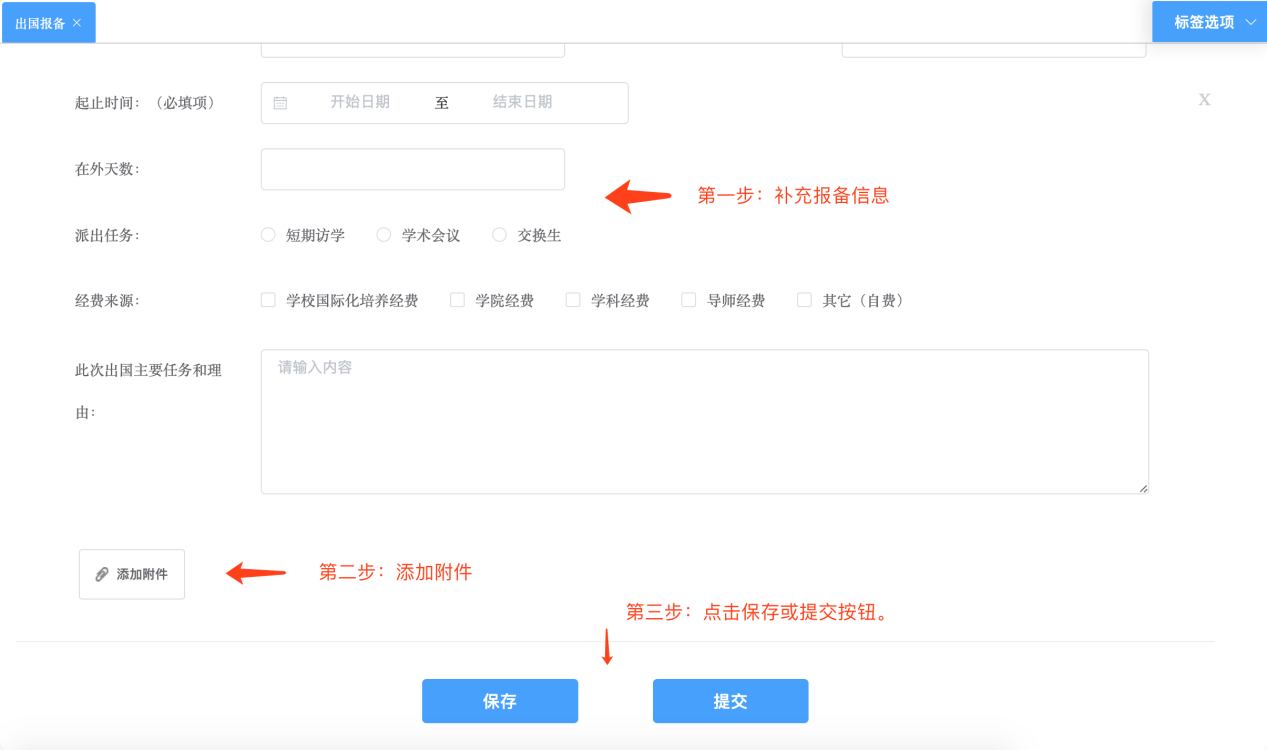 出国报备 ×
标签选项
起止时间：（必填项）
开始日期 至 结束日期
X
在外天数：
第一步：补充报备信息
派出任务：
短期访学 学术会议 交换生
经费来源：
学校国际化培养经费 学院经费 学科经费 导师经费 其它（自费）
此次出国主要任务和理
由：
请输入内容
添加附件
第二步：添加附件
第三步：点击保存或提交按钮。
保存 提交